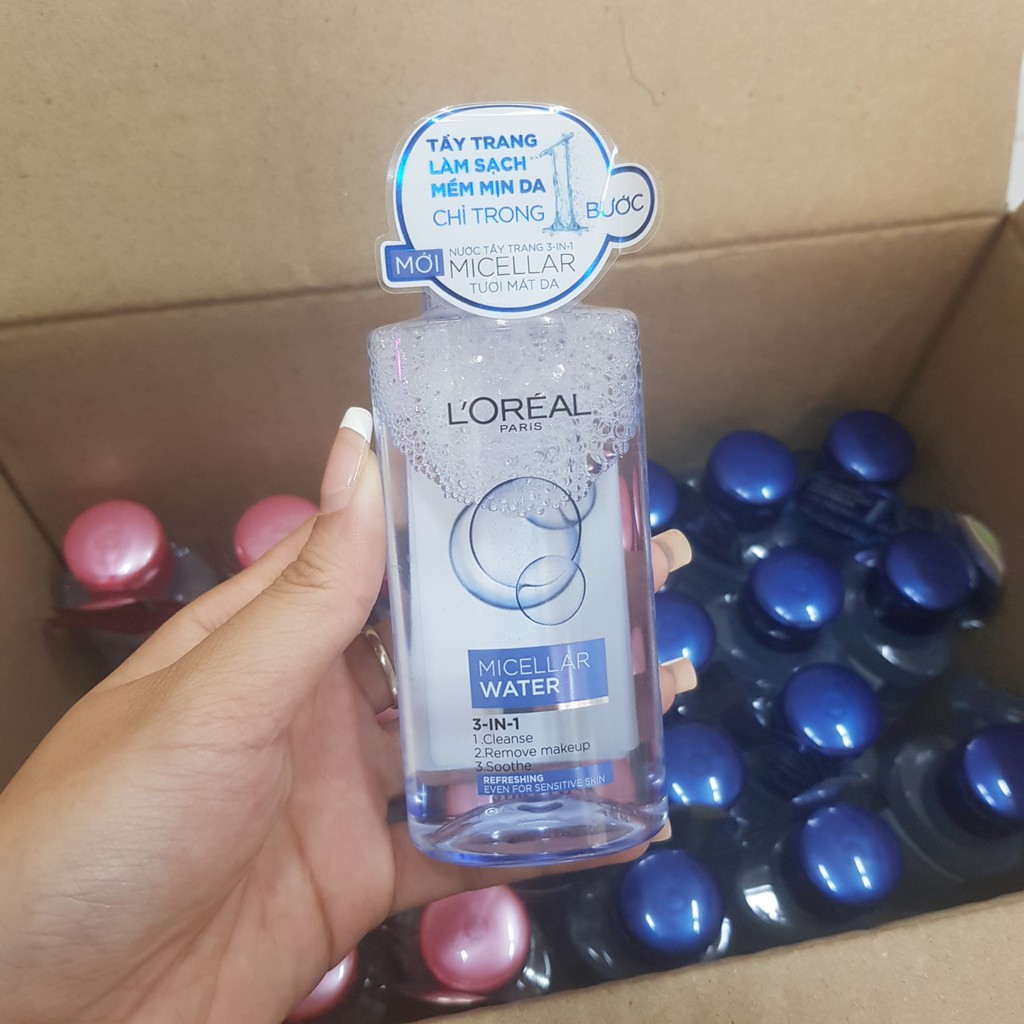 TẨY TRANG
LÀM SẠCH
MỀM MỊN DA
CHỈ TRONG 1 BƯỚC
MỚI
NƯỚC TẨY TRANG 3-IN-1
MICELLAR
TƯƠI MÁT DA
L'ORÉAL
PARIS
MICELLAR
WATER
3-IN-1
1.Cleanse
2.Remove makeup
3.Soothe
REFRESHING
EVEN FOR SENSITIVE SKIN